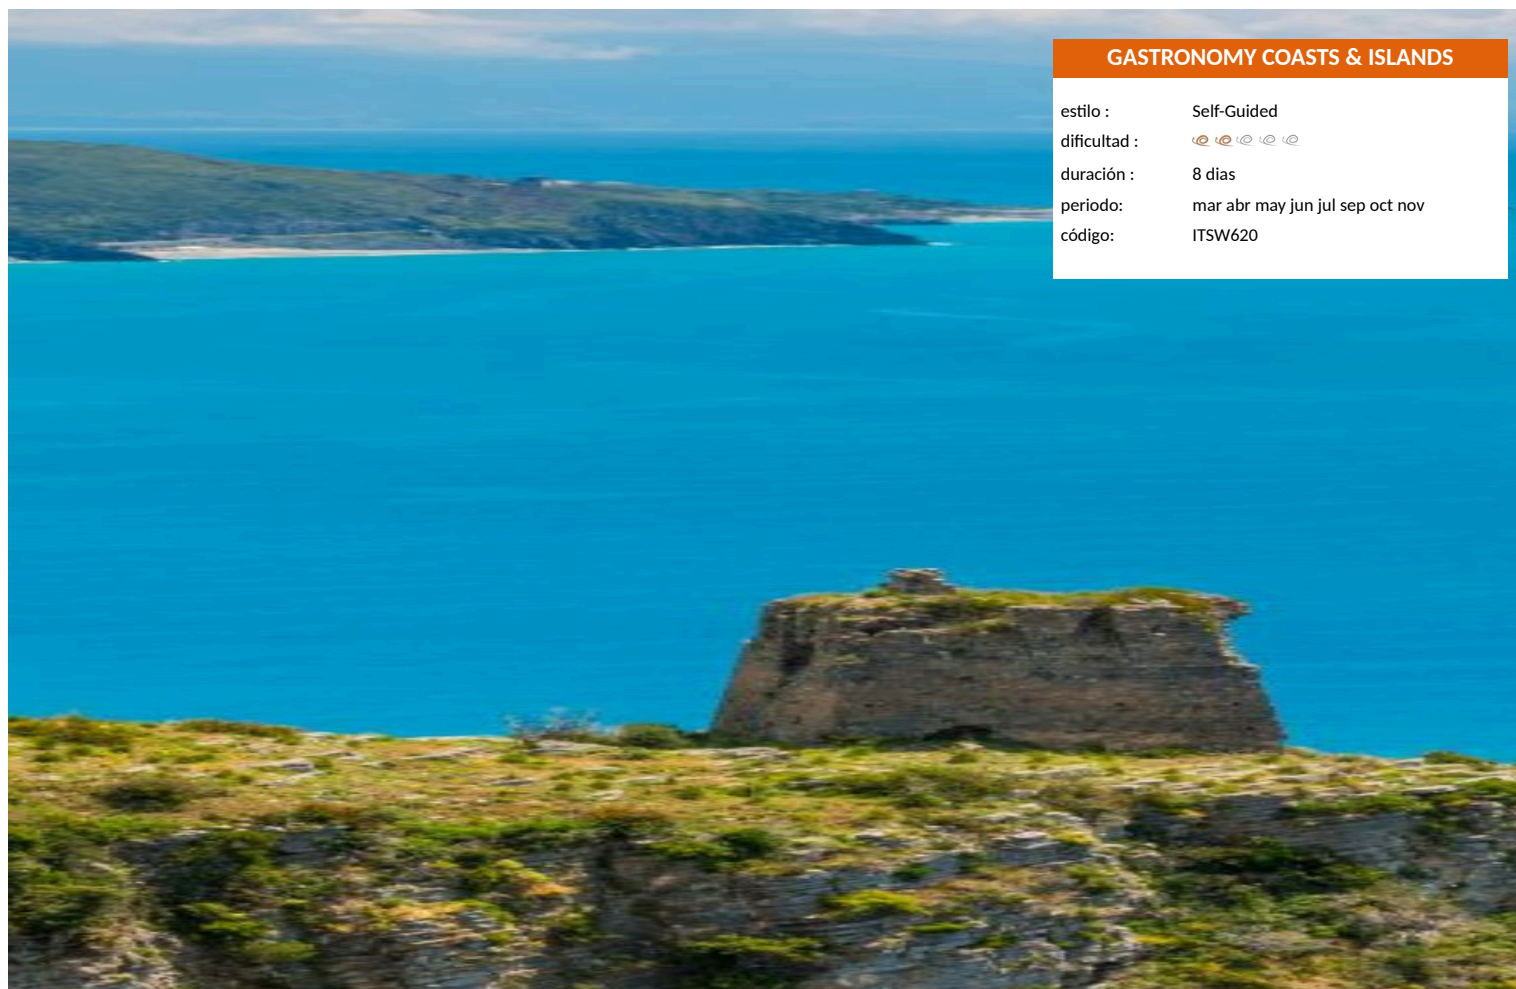 GASTRONOMY COASTS & ISLANDS
estilo : Self-Guided
dificultad :
duración : 8 dias
periodo: mar abr may jun jul sep oct nov
código: ITSW620